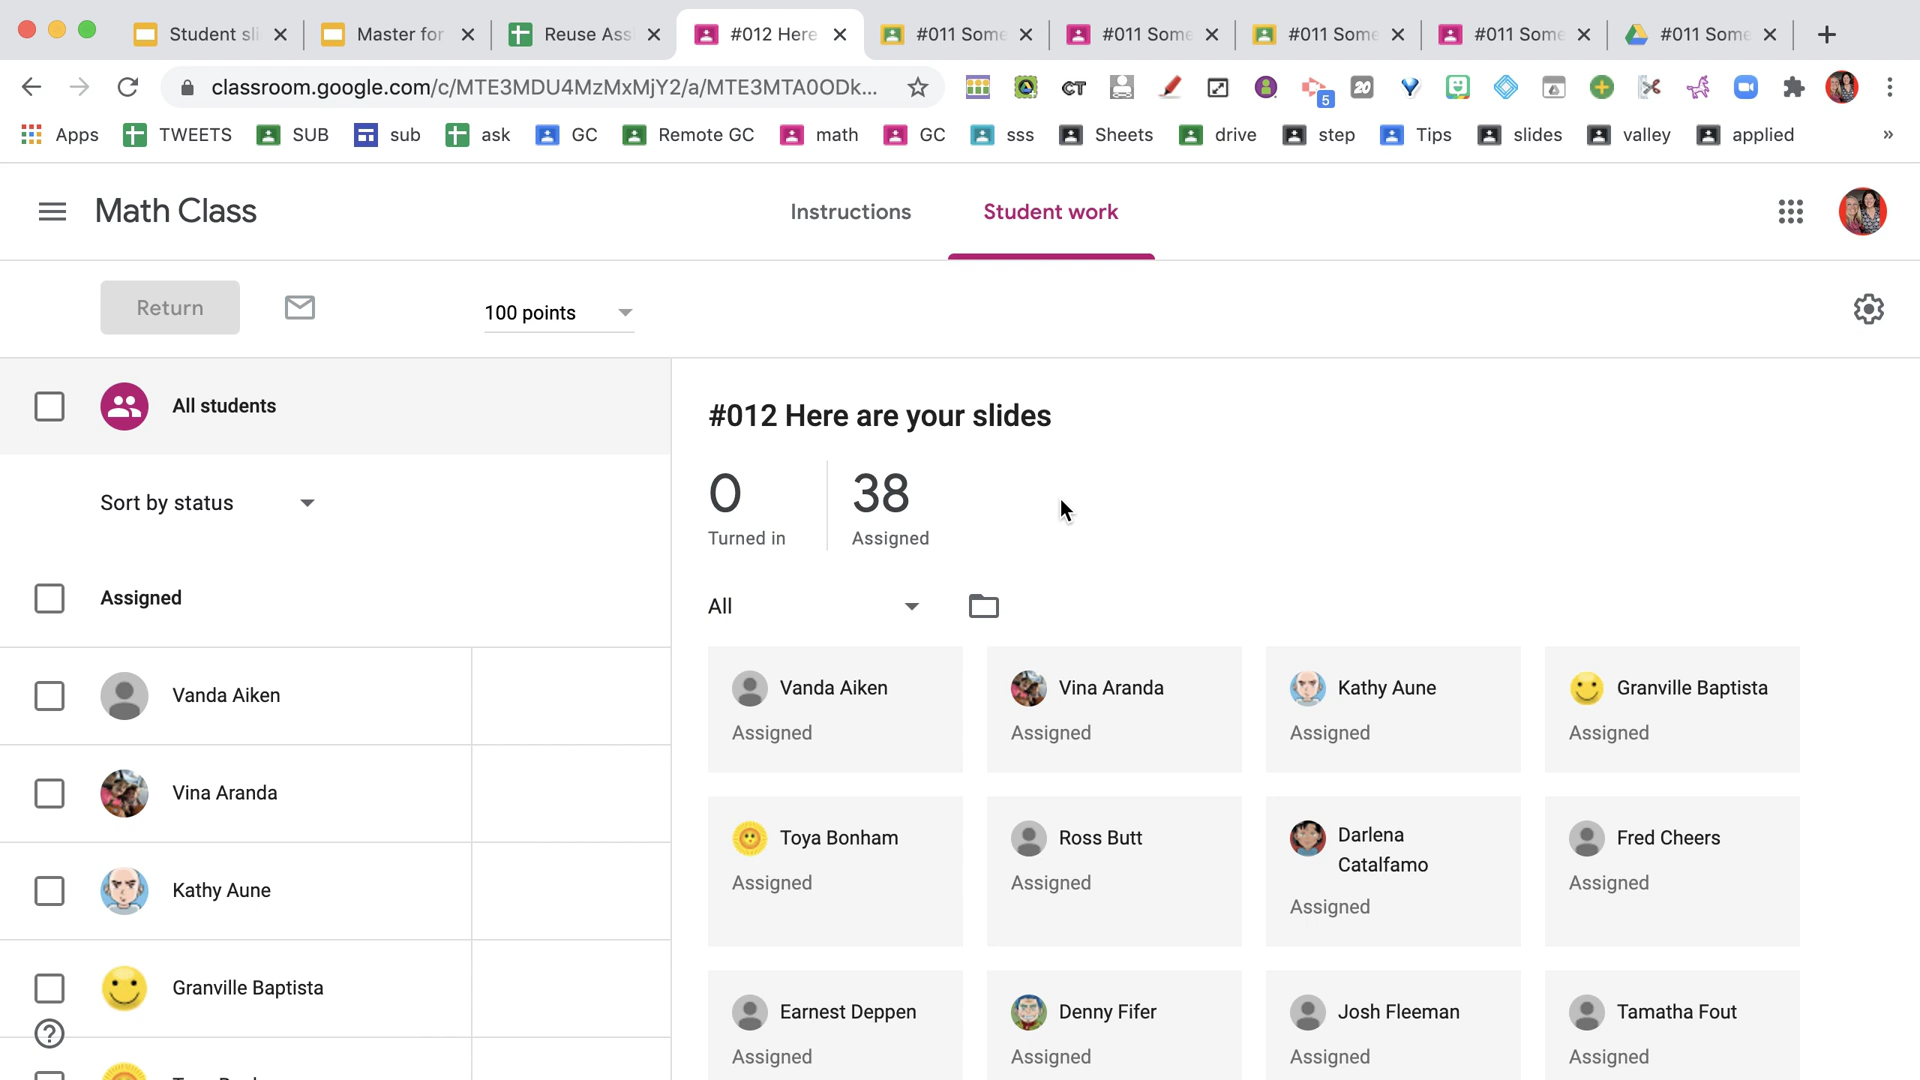 Student sli
Master for
Reuse Ass
#012 Here
#011 Some
#011 Some
#011 Some
#011 Some
#011 Some
classroom.google.com/c/MTE3MDU4MzMxMjY2/a/MTE3MTA0ODk...
CT
5
20
Apps
TWEETS
SUB
sub
ask
GC
Remote GC
math
GC
sss
Sheets
drive
step
Tips
slides
valley
applied
»
Math Class
Instructions
Student work
Return
100 points
All students
Sort by status
Assigned
Vanda Aiken
Vina Aranda
Kathy Aune
Granville Baptista
#012 Here are your slides
0
Turned in
38
Assigned
All
Vanda Aiken
Assigned
Vina Aranda
Assigned
Kathy Aune
Assigned
Granville Baptista
Assigned
Toya Bonham
Assigned
Ross Butt
Assigned
Darlena
Catalfamo
Assigned
Fred Cheers
Assigned
Earnest Deppen
Assigned
Denny Fifer
Assigned
Josh Fleeman
Assigned
Tamatha Fout
Assigned